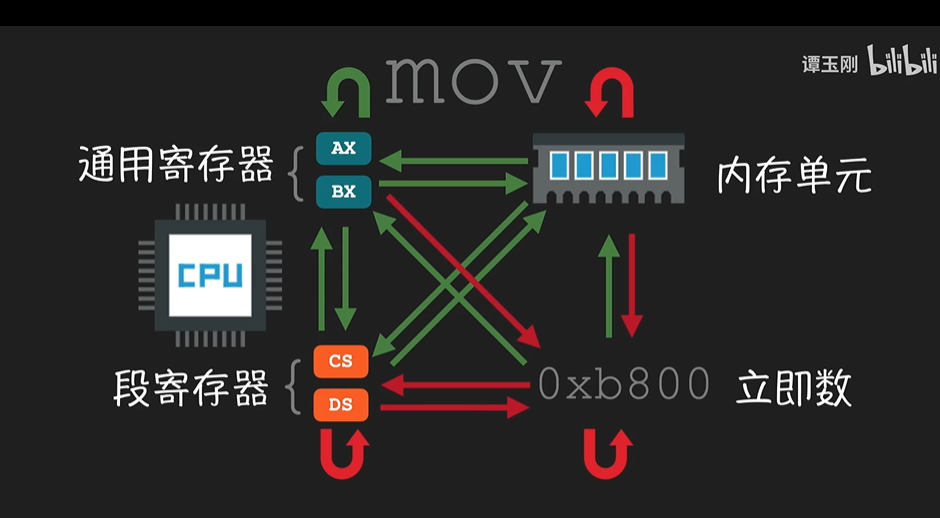 mov
谭玉刚 bilibili
通用寄存器
AX
BX
内存单元
CPU
段寄存器
CS
DS
0xb800
立即数